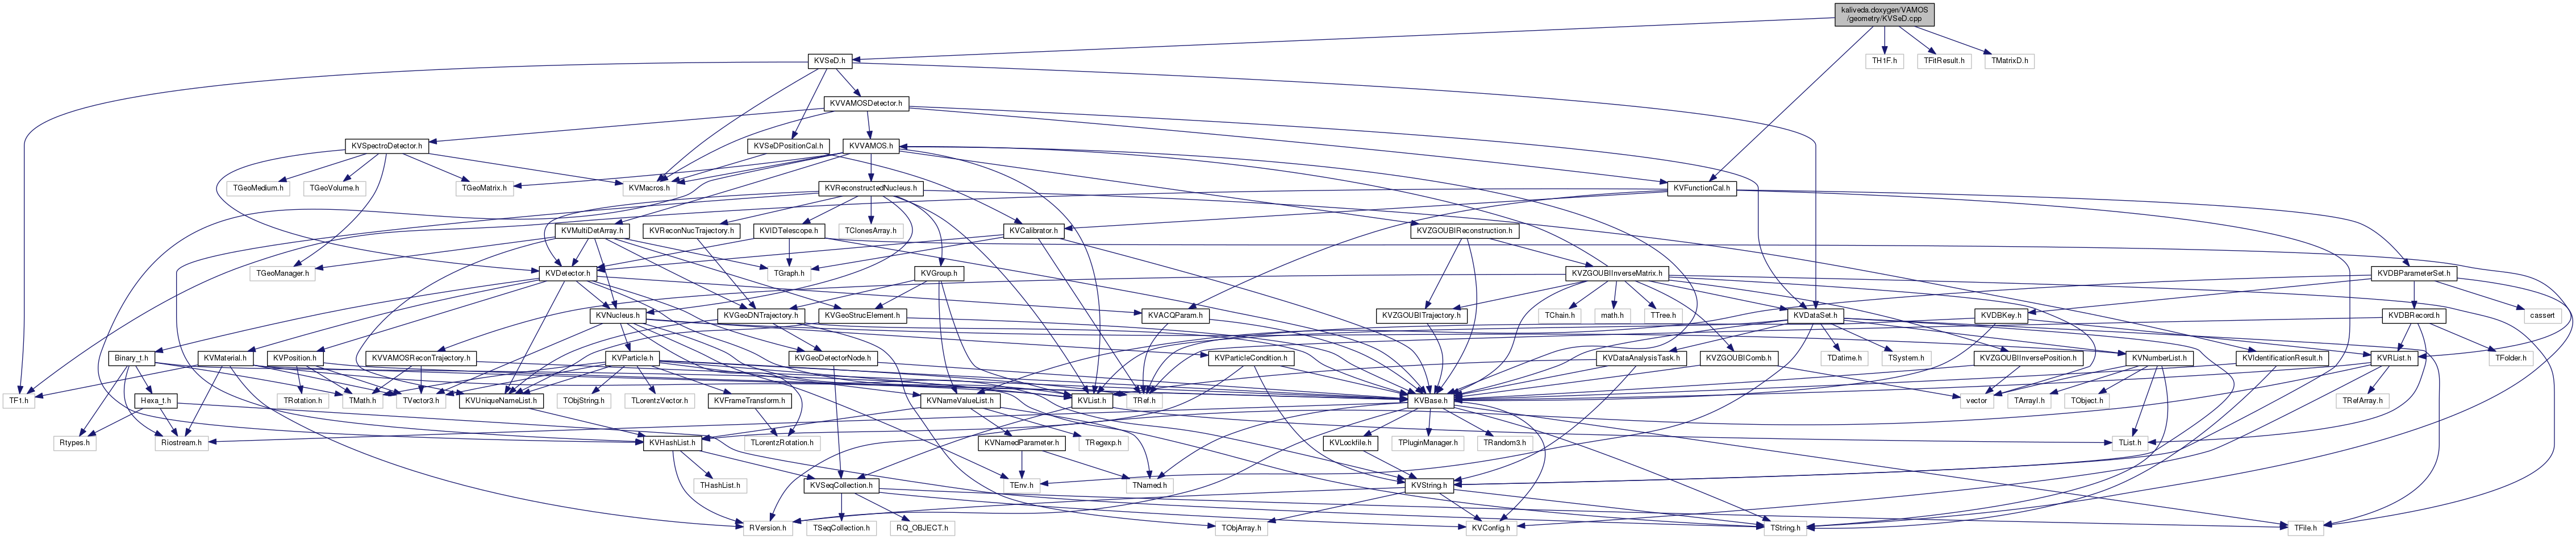 kaliveda.doxygen/VAMOS
/geometry/KVSeD.cpp
KVSeD.h
TH1F.h
TFitResult.h
TMatrixD.h
KVVAMOSDetector.h
KVSpectroDetector.h
KVSeDPositionCal.h
KVVAMOS.h
TGeoMedium.h
TGeoVolume.h
TGeoMatrix.h
KVMacros.h
KVReconstructedNucleus.h
KVFunctionCal.h
KVMultiDetArray.h
KVReconNucTrajectory.h
KVIDTelescope.h
TClonesArray.h
KVCalibrator.h
KVZGOUBIReconstruction.h
TGeoManager.h
KVDetector.h
TGraph.h
KVGroup.h
KVZGOUBIInverseMatrix.h
KVDBParameterSet.h
KVNucleus.h
KVGeoDNTrajectory.h
KVGeoStrucElement.h
KVACQParam.h
KVZGOUBITrajectory.h
TChain.h
math.h
TTree.h
KVDataSet.h
KVDBKey.h
KVDBRecord.h
cassert
Binary_t.h
KVMaterial.h
KVPosition.h
KVVAMOSReconTrajectory.h
KVParticle.h
KVGeoDetectorNode.h
KVParticleCondition.h
KVDataAnalysisTask.h
KVZGOUBIComb.h
TDatime.h
TSystem.h
KVZGOUBIInversePosition.h
KVNumberList.h
KVIdentificationResult.h
KVRList.h
TFolder.h
TF1.h
Hexa_t.h
TRotation.h
TMath.h
TVector3.h
KVUniqueNameList.h
TObjString.h
TLorentzVector.h
KVFrameTransform.h
KVNameValueList.h
KVList.h
TRef.h
KVBase.h
vector
TArrayI.h
TObject.h
TRefArray.h
Rtypes.h
Riostream.h
KVHashList.h
TLorentzRotation.h
KVNamedParameter.h
TRegexp.h
KVLockfile.h
TPluginManager.h
TRandom3.h
TList.h
THashList.h
KVSeqCollection.h
TEnv.h
TNamed.h
KVString.h
RVersion.h
TSeqCollection.h
RQ_OBJECT.h
TObjArray.h
KVConfig.h
TString.h
TFile.h